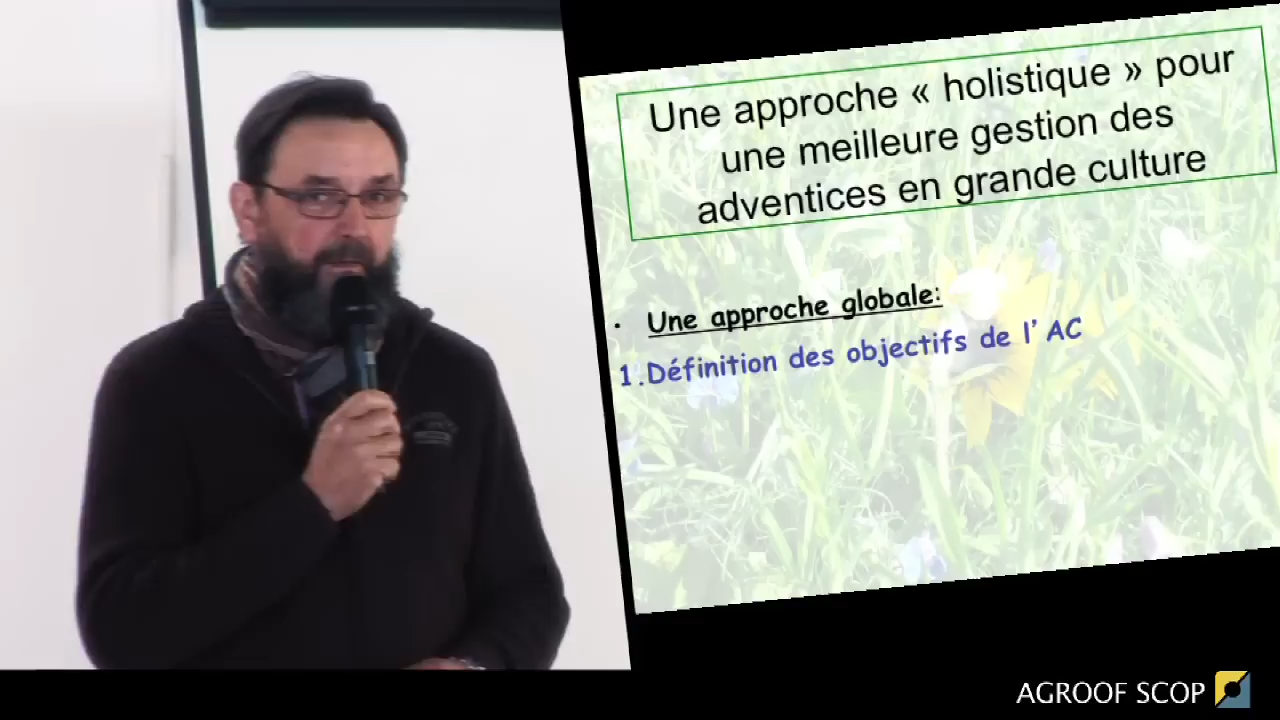 Une approche « holistique » pour
une meilleure gestion des
adventices en grande culture
• Une approche globale:
1.Définition des objectifs de l’ AC
AGROOF SCOP